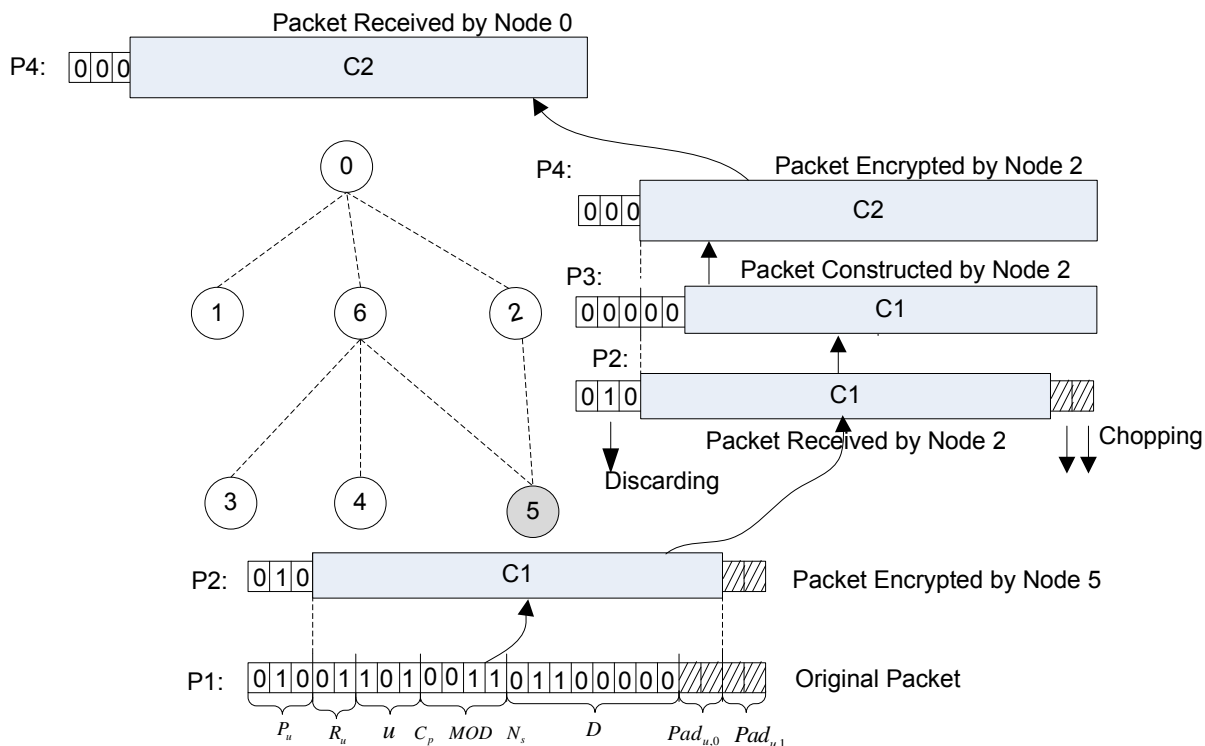 Packet Received by Node 0
P4: 0 0 0 C2
0
Packet Encrypted by Node 2
P4: 0 0 0 C2
Packet Constructed by Node 2
P3: 0 0 0 0 0 C1
1 6 2
P2: 0 1 0 C1
Packet Received by Node 2
Chopping
Discarding
3 4 5
P2: 0 1 0 C1 Packet Encrypted by Node 5
P1: 0 1 0 0 1 1 0 1 0 0 1 1 0 1 1 0 0 0 0 0 Original Packet
P_u R_u u C_p MOD N_s D Pad_{u,0} Pad_{u,1}